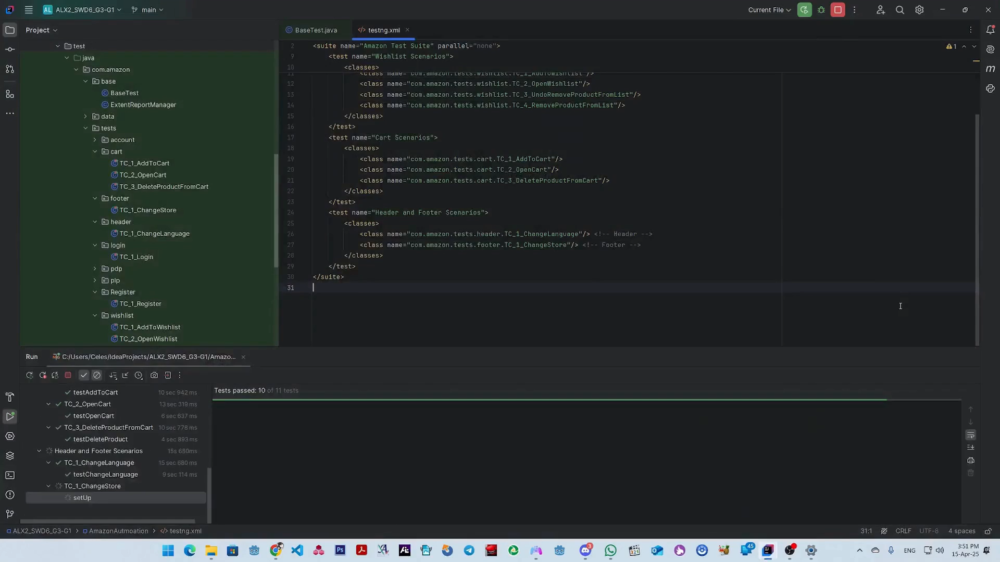 AL ALX2_SWD6_G3-G1 main Current File
Project
BaseTest.java
testng.xml
test
java
com.amazon
base
BaseTest
ExtentReportManager
data
tests
account
cart
TC_1_AddToCart
TC_2_OpenCart
TC_3_DeleteProductFromCart
footer
TC_1_ChangeStore
header
TC_1_ChangeLanguage
login
TC_1_Login
pdp
plp
Register
TC_1_Register
wishlist
TC_1_AddToWishlist
TC_2_OpenWishlist
2 <suite name="Amazon Test Suite" parallel="none">
9 <test name="Wishlist Scenarios">
10 <classes>
11 <class name="com.amazon.tests.wishlist.TC_1_AddToWishlist"/>
12 <class name="com.amazon.tests.wishlist.TC_2_OpenWishlist"/>
13 <class name="com.amazon.tests.wishlist.TC_3_UndoRemoveProductFromList"/>
14 <class name="com.amazon.tests.wishlist.TC_4_RemoveProductFromList"/>
15 </classes>
16 </test>
17 <test name="Cart Scenarios">
18 <classes>
19 <class name="com.amazon.tests.cart.TC_1_AddToCart"/>
20 <class name="com.amazon.tests.cart.TC_2_OpenCart"/>
21 <class name="com.amazon.tests.cart.TC_3_DeleteProductFromCart"/>
22 </classes>
23 </test>
24 <test name="Header and Footer Scenarios">
25 <classes>
26 <class name="com.amazon.tests.header.TC_1_ChangeLanguage"/> <!-- Header -->
27 <class name="com.amazon.tests.footer.TC_1_ChangeStore"/> <!-- Footer -->
28 </classes>
29 </test>
30 </suite>
31
1
Run C:/Users/Celes/IdeaProjects/ALX2_SWD6_G3-G1/Amazo...
testAddToCart 10 sec 942 ms
TC_2_OpenCart 13 sec 319 ms
testOpenCart 6 sec 637 ms
TC_3_DeleteProductFromCart 10 sec 778 ms
testDeleteProduct 4 sec 893 ms
Header and Footer Scenarios 15s 680ms
TC_1_ChangeLanguage 15 sec 680 ms
testChangeLanguage 9 sec 114 ms
TC_1_ChangeStore
setUp
Tests passed: 10 of 11 tests
ALX2_SWD6_G3-G1 > AmazonAutmoation > testng.xml
31:1 CRLF UTF-8 4 spaces
ENG
3:51 PM
15-Apr-25